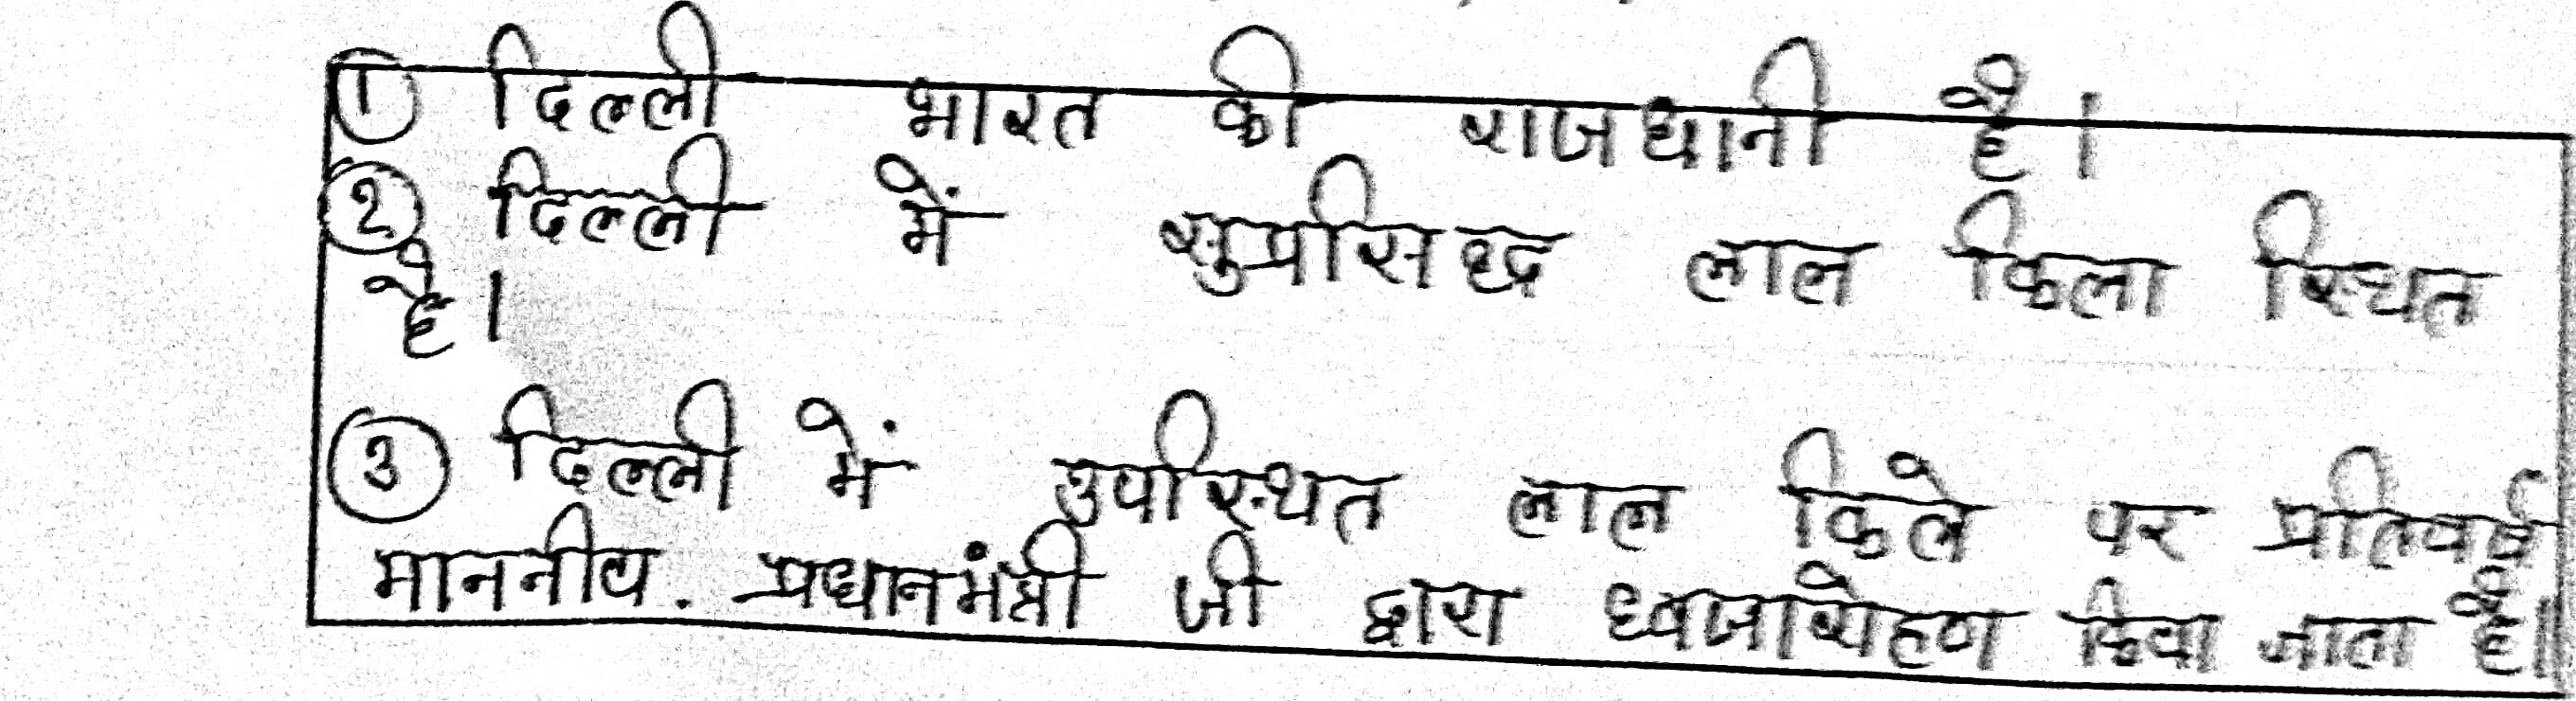 ① दिल्ली भारत की राजधानी है।
② दिल्ली में सुप्रसिद्ध लाल किला स्थित
है।
③ दिल्ली में उपस्थित लाल किले पर प्रतिवर्ष
माननीय. प्रधानमंत्री जी द्वारा ध्वजारोहण किया जाता है।